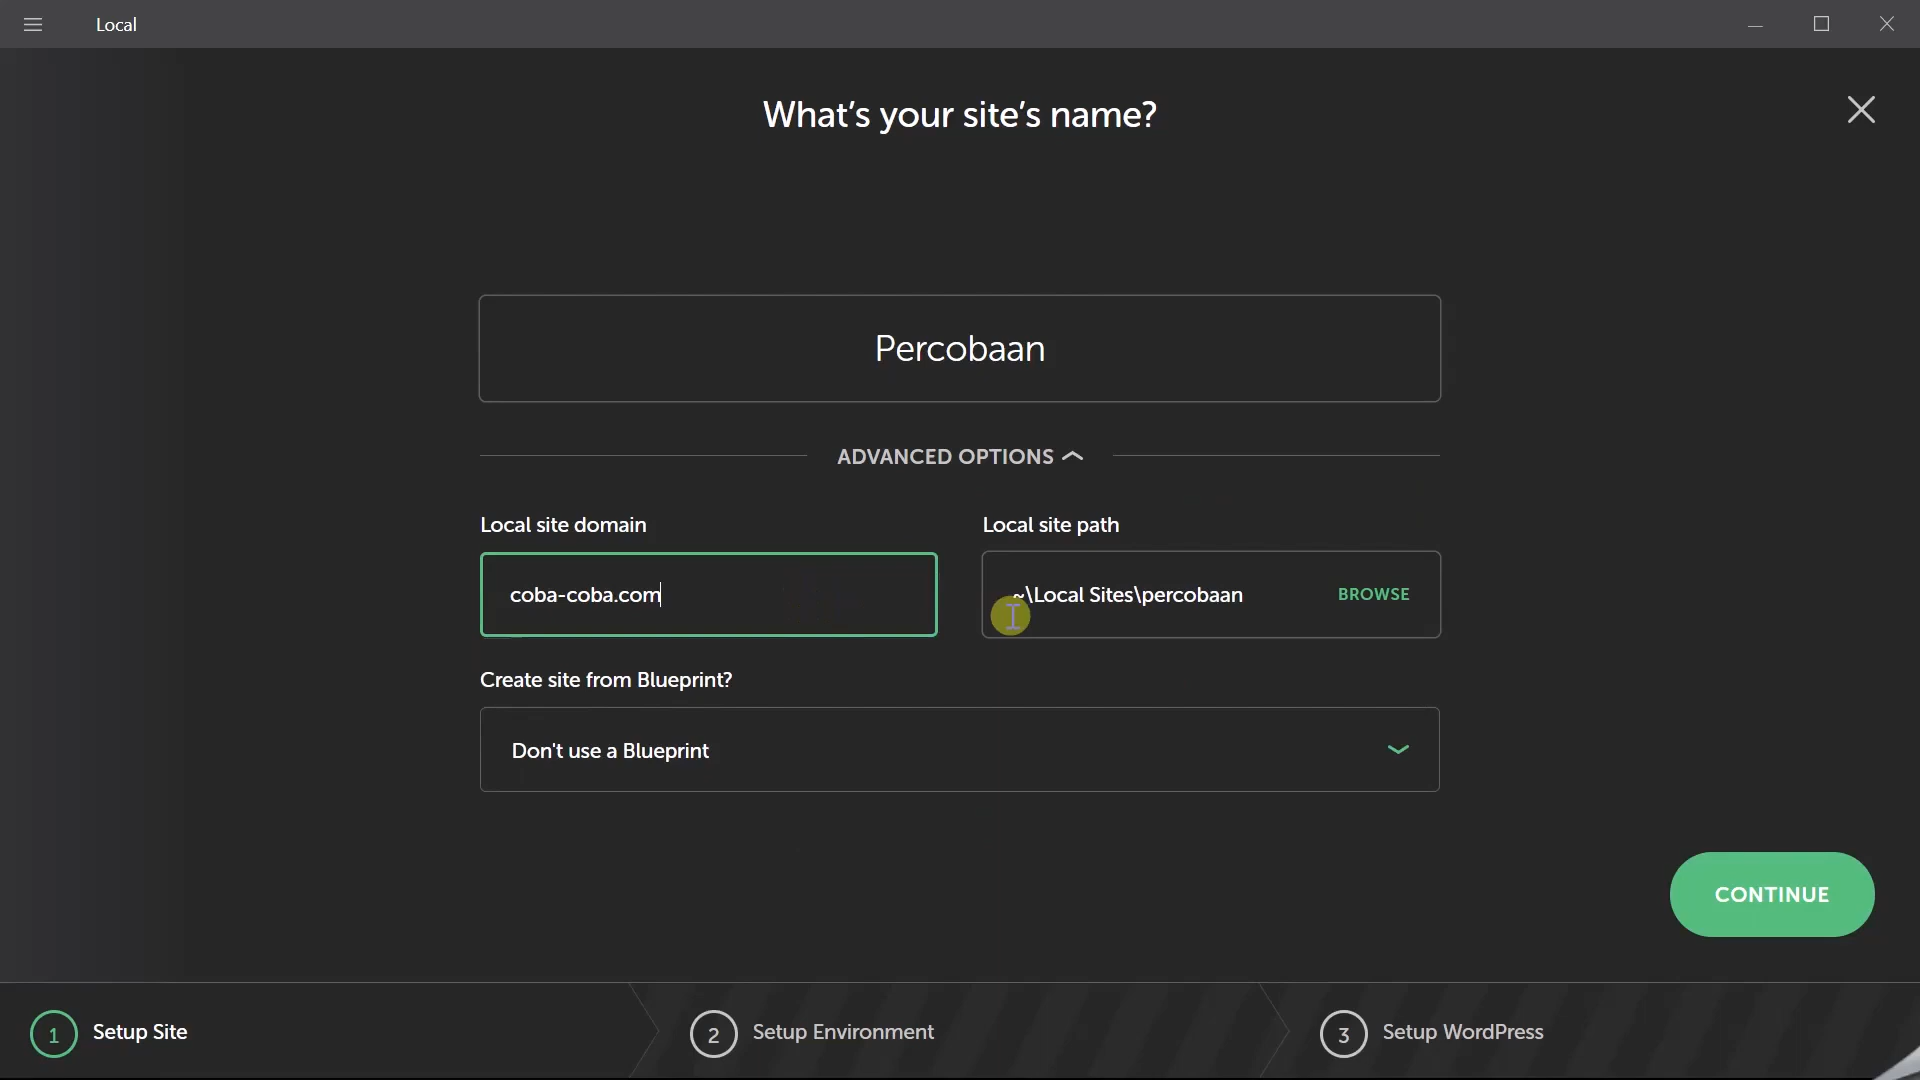 Local
What's your site's name?
Percobaan
ADVANCED OPTIONS
Local site domain
Local site path
coba-coba.com
~\Local Sites\percobaan
BROWSE
Create site from Blueprint?
Don't use a Blueprint
CONTINUE
1 Setup Site
2 Setup Environment
3 Setup WordPress